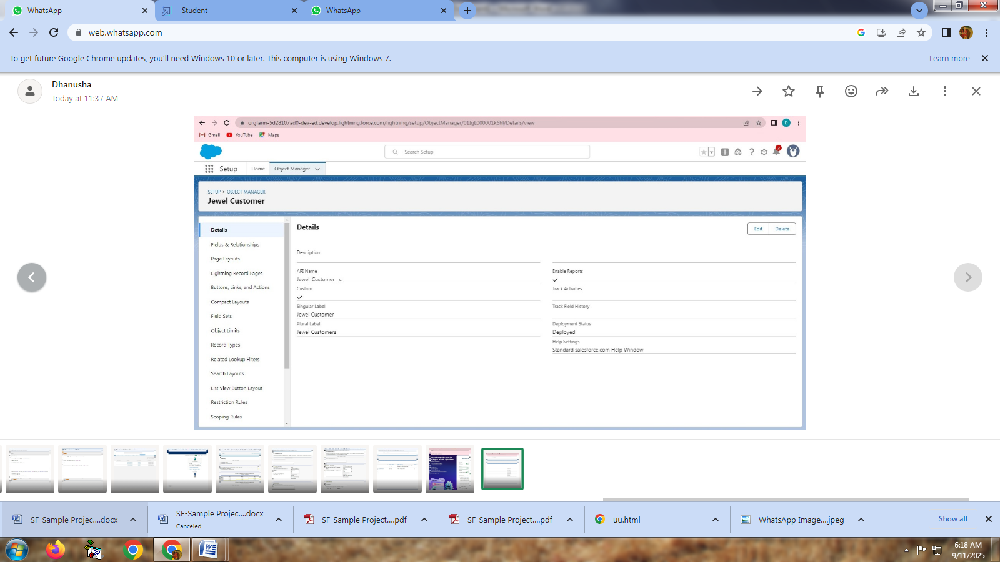 WhatsApp
- Student
WhatsApp
web.whatsapp.com
To get future Google Chrome updates, you'll need Windows 10 or later. This computer is using Windows 7.
Learn more
Dhanusha
Today at 11:37 AM
orgfarm-5d28107ad0-dev-ed.develop.lightning.force.com/lightning/setup/ObjectManager/01IgL000001k6hl/Details/view
D
Gmail
YouTube
Maps
Search Setup
2
Setup
Home
Object Manager
SETUP > OBJECT MANAGER
Jewel Customer
Details
Fields & Relationships
Page Layouts
Lightning Record Pages
Buttons, Links, and Actions
Compact Layouts
Field Sets
Object Limits
Record Types
Related Lookup Filters
Search Layouts
List View Button Layout
Restriction Rules
Scoping Rules
Details
Edit
Delete
Description
API Name
Jewel_Customer__c
Custom
Singular Label
Jewel Customer
Plural Label
Jewel Customers
Enable Reports
Track Activities
Track Field History
Deployment Status
Deployed
Help Settings
Standard salesforce.com Help Window
SF-Sample Projec....docx
SF-Sample Projec....docx
Canceled
SF-Sample Project....pdf
SF-Sample Project....pdf
uu.html
WhatsApp Image....jpeg
Show all
32
6:18 AM
9/11/2025